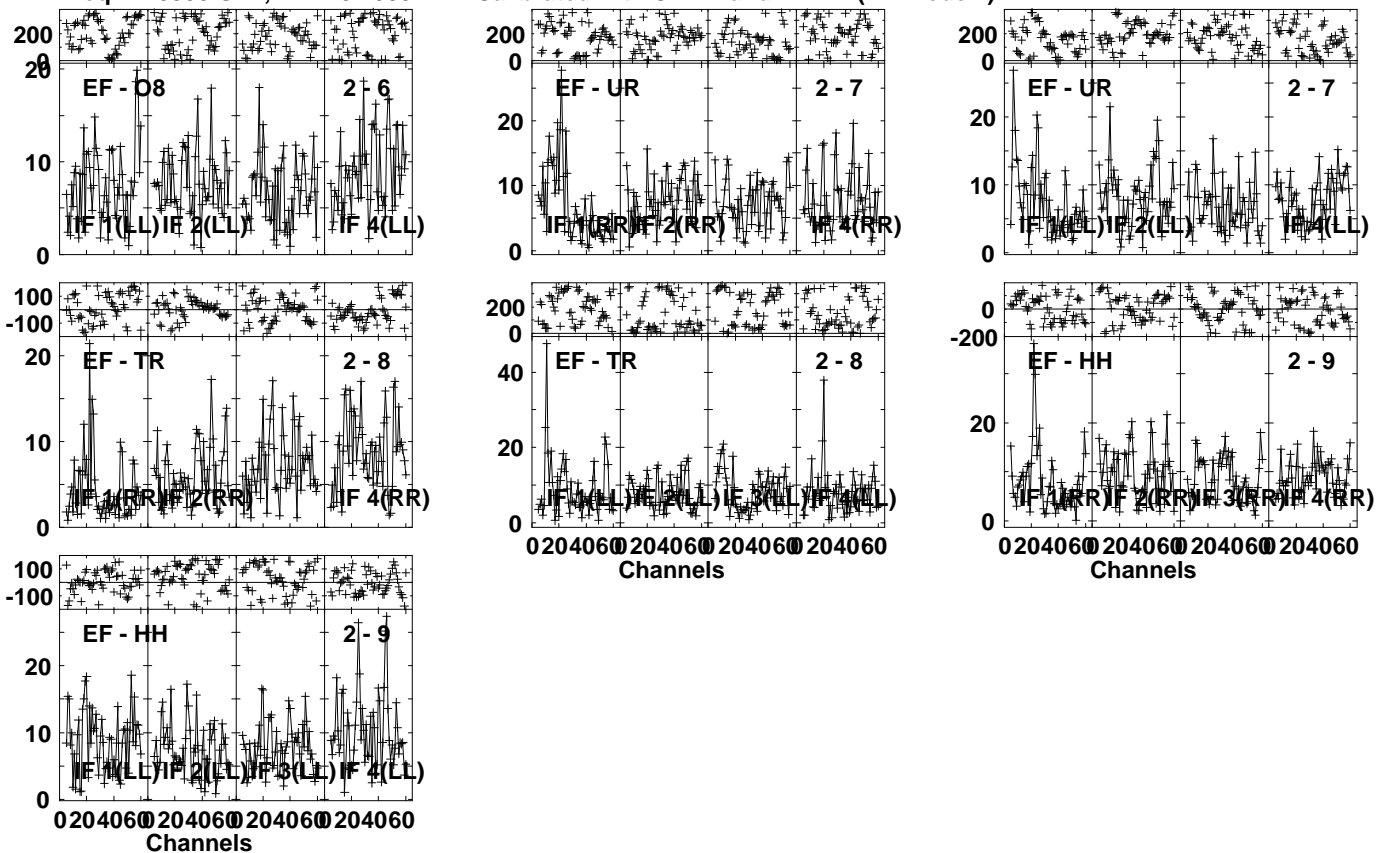 200
0
20
EF - O8
2 - 6
10
IF 1(LL)
IF 2(LL)
IF 4(LL)
0
200
0
EF - UR
2 - 7
20
10
IF 1(RR)
IF 2(RR)
IF 4(RR)
0
200
0
EF - UR
2 - 7
20
10
IF 1(LL)
IF 2(LL)
IF 4(LL)
0
100
-100
20
EF - TR
2 - 8
10
IF 1(RR)
IF 2(RR)
IF 4(RR)
0
200
0
EF - TR
2 - 8
40
20
IF 1(LL)
IF 2(LL)
IF 3(LL)
IF 4(LL)
0
0 20 40 60 0 20 40 60 0 20 40 60 0 20 40 60
Channels
0
-200
EF - HH
2 - 9
20
IF 1(RR)
IF 2(RR)
IF 3(RR)
IF 4(RR)
0
0 20 40 60 0 20 40 60 0 20 40 60 0 20 40 60
Channels
100
-100
EF - HH
2 - 9
20
10
IF 1(LL)
IF 2(LL)
IF 3(LL)
IF 4(LL)
0
0 20 40 60 0 20 40 60 0 20 40 60 0 20 40 60
Channels